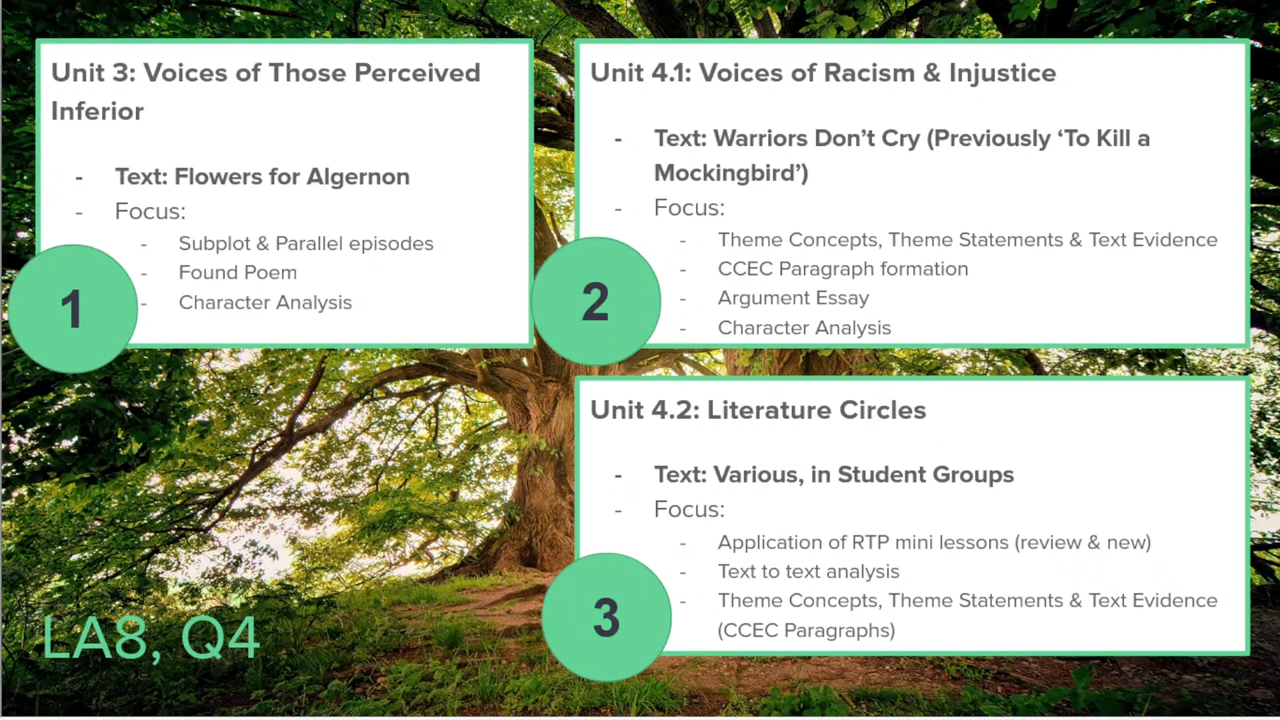 Unit 3: Voices of Those Perceived
Inferior
- Text: Flowers for Algernon
- Focus:
- Subplot & Parallel episodes
- Found Poem
- Character Analysis
1
Unit 4.1: Voices of Racism & Injustice
- Text: Warriors Don’t Cry (Previously ‘To Kill a
Mockingbird’)
- Focus:
- Theme Concepts, Theme Statements & Text Evidence
- CCEC Paragraph formation
- Argument Essay
- Character Analysis
2
Unit 4.2: Literature Circles
- Text: Various, in Student Groups
- Focus:
- Application of RTP mini lessons (review & new)
- Text to text analysis
- Theme Concepts, Theme Statements & Text Evidence
(CCEC Paragraphs)
3
LA8, Q4